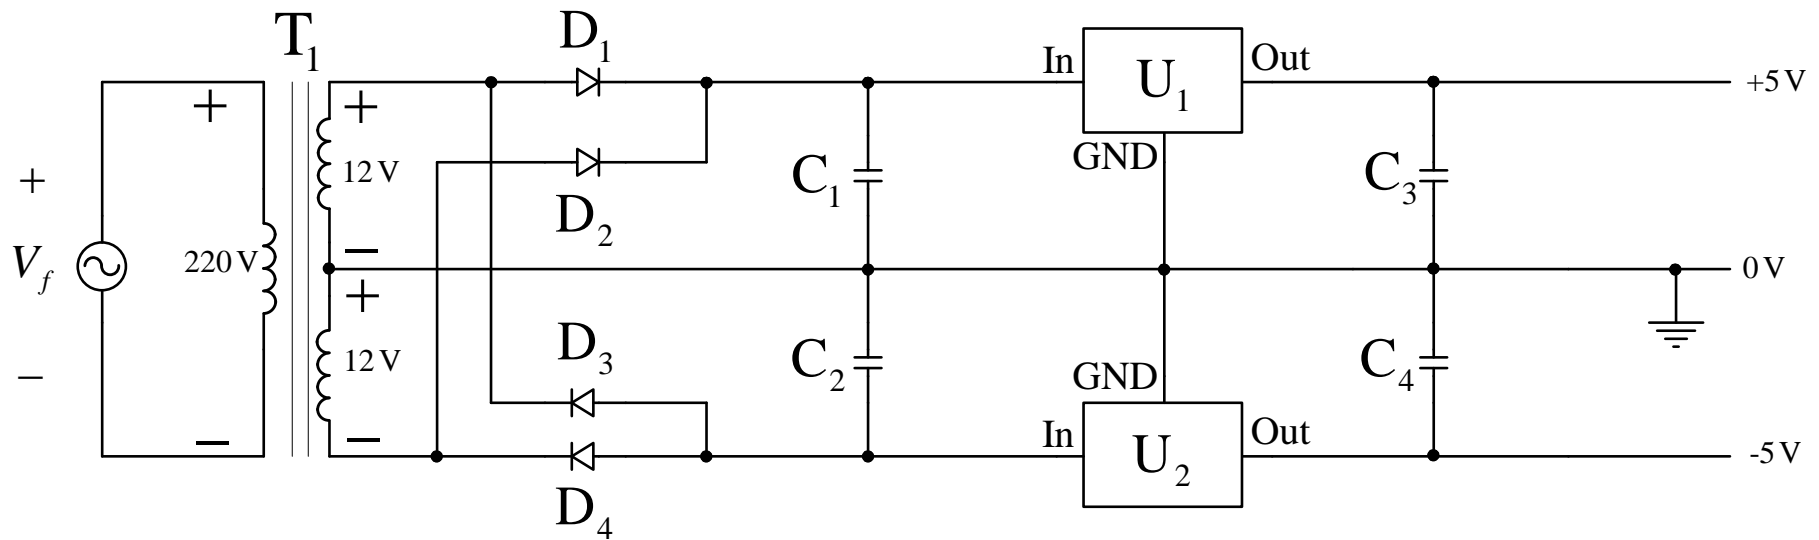 T₁
D₁
In
U₁
Out
+5 V
+
+
GND
12 V
C₁
C₃
+
D₂
−
V_f
220 V
0 V
+
D₃
12 V
C₂
GND
C₄
−
−
−
In
U₂
Out
-5 V
D₄